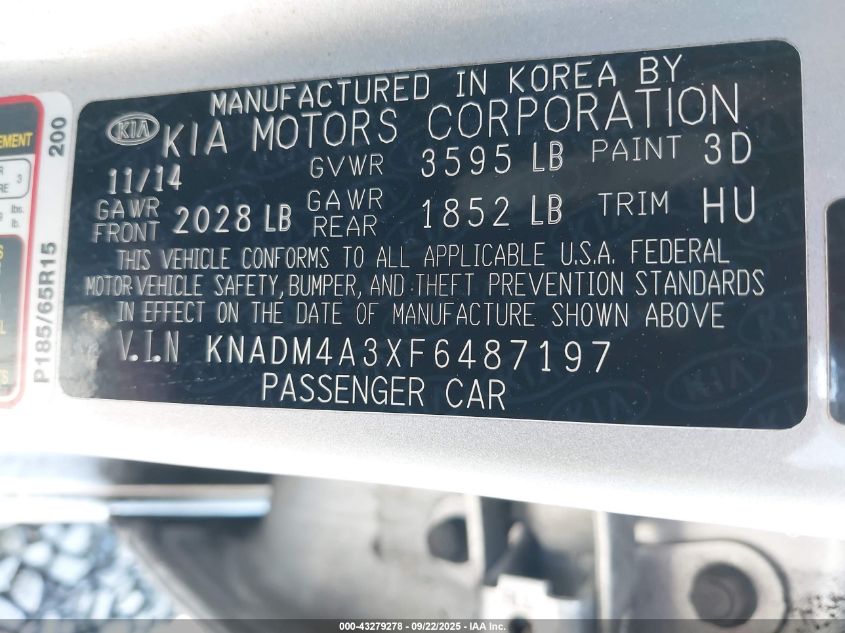 MANUFACTURED IN KOREA BY
KIA KIA MOTORS CORPORATION
11/14 GVWR 3595 LB PAINT 3D
GAWR FRONT 2028 LB GAWR REAR 1852 LB TRIM HU
THIS VEHICLE CONFORMS TO ALL APPLICABLE U.S.A. FEDERAL
MOTOR VEHICLE SAFETY, BUMPER, AND THEFT PREVENTION STANDARDS
IN EFFECT ON THE DATE OF MANUFACTURE SHOWN ABOVE
V.I.N KNADM4A3XF6487197
PASSENGER CAR
P185/65R15 200
000-43279278 - 09/22/2025 - IAA Inc.